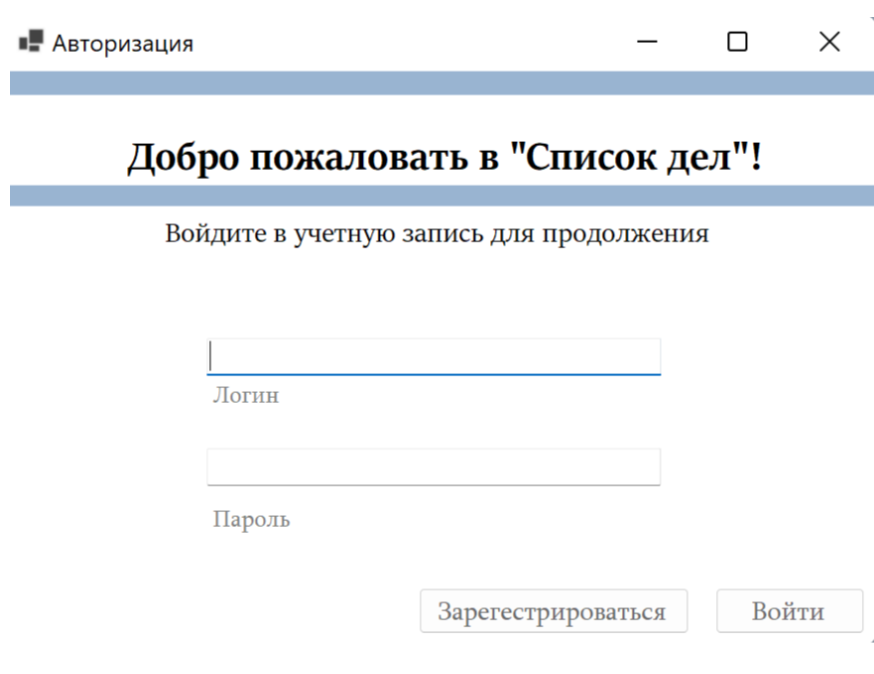 Авторизация
Добро пожаловать в "Список дел"!
Войдите в учетную запись для продолжения
Логин
Пароль
Зарегестрироваться Войти